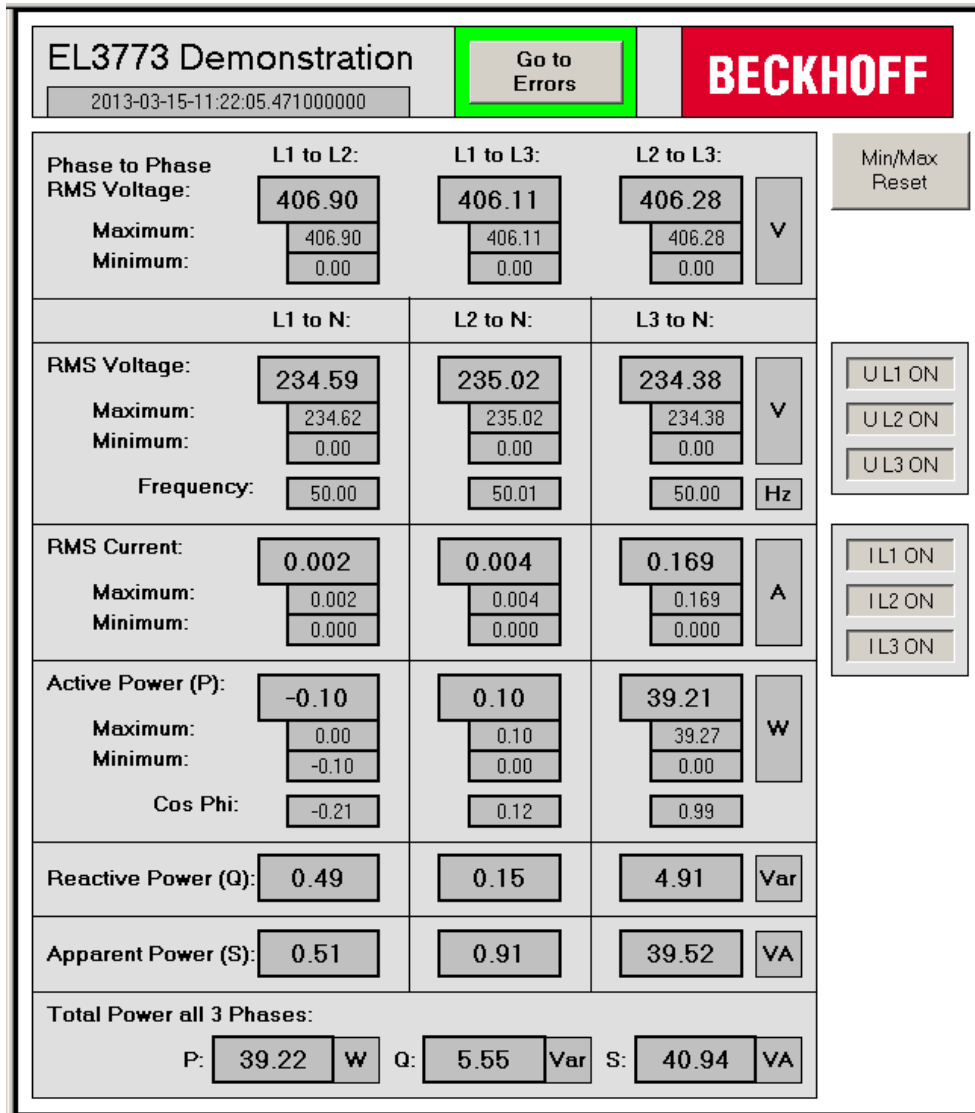 EL3773 Demonstration
2013-03-15-11:22:05.471000000
Go to
Errors
BECKHOFF
Min/Max
Reset
Phase to Phase
RMS Voltage:
L1 to L2: L1 to L3: L2 to L3:
406.90 406.11 406.28 V
Maximum: 406.90 406.11 406.28
Minimum: 0.00 0.00 0.00
L1 to N: L2 to N: L3 to N:
RMS Voltage: 234.59 235.02 234.38 V
Maximum: 234.62 235.02 234.38
Minimum: 0.00 0.00 0.00
Frequency: 50.00 50.01 50.00 Hz
U L1 ON
U L2 ON
U L3 ON
RMS Current: 0.002 0.004 0.169 A
Maximum: 0.002 0.004 0.169
Minimum: 0.000 0.000 0.000
I L1 ON
I L2 ON
I L3 ON
Active Power (P): -0.10 0.10 39.21 W
Maximum: 0.00 0.10 39.27
Minimum: -0.10 0.00 0.00
Cos Phi: -0.21 0.12 0.99
Reactive Power (Q): 0.49 0.15 4.91 Var
Apparent Power (S): 0.51 0.91 39.52 VA
Total Power all 3 Phases:
P: 39.22 W Q: 5.55 Var S: 40.94 VA